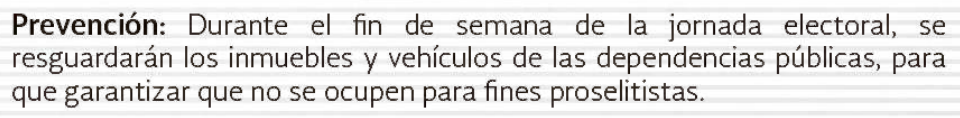 Prevención: Durante el fin de semana de la jornada electoral, se
resguardarán los inmuebles y vehículos de las dependencias públicas, para
que garantizar que no se ocupen para fines proselitistas.